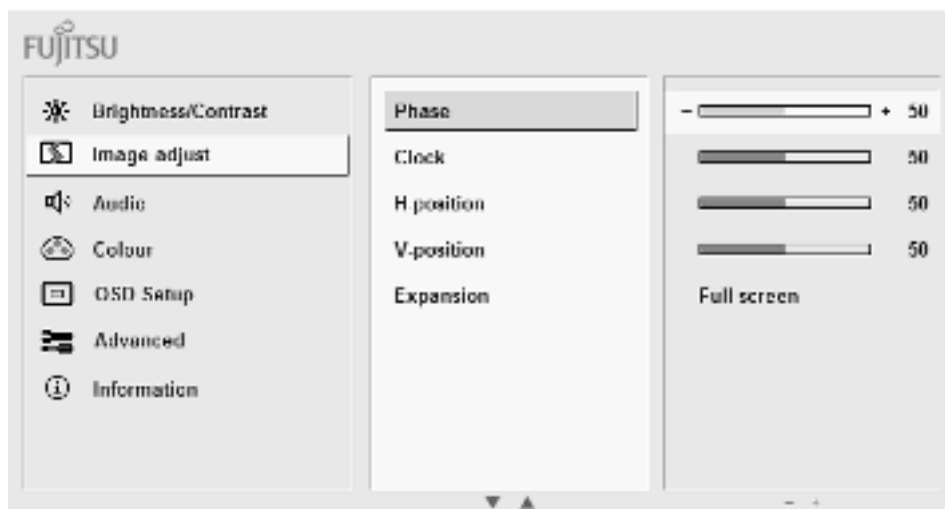 FUJITSU
Brightness/Contrast
Image adjust
Audio
Colour
OSD Setup
Advanced
Information
Phase
Clock
H-position
V-position
Expansion
- + 50
50
50
50
Full screen
- +